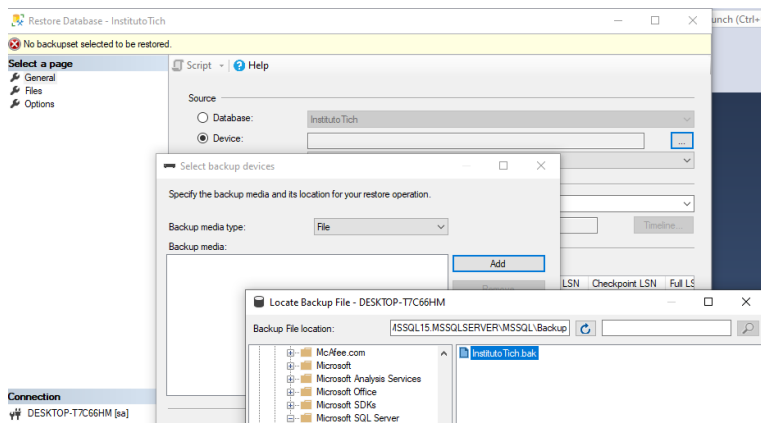 Restore Database - InstitutoTich
unch (Ctrl+
No backupset selected to be restored.
Select a page
General
Files
Options
Script
Help
Source
Database:
InstitutoTich
Device:
...
Select backup devices
Specify the backup media and its location for your restore operation.
Backup media type:
File
Timeline...
Backup media:
Add
Remove
LSN
Checkpoint LSN
Full LS
Locate Backup File - DESKTOP-T7C66HM
Backup File location:
MSSQL15.MSSQLSERVER\MSSQL\Backup
McAfee.com
InstitutoTich.bak
Microsoft
Microsoft Analysis Services
Microsoft Office
Microsoft SDKs
Microsoft SQL Server
Connection
DESKTOP-T7C66HM [sa]